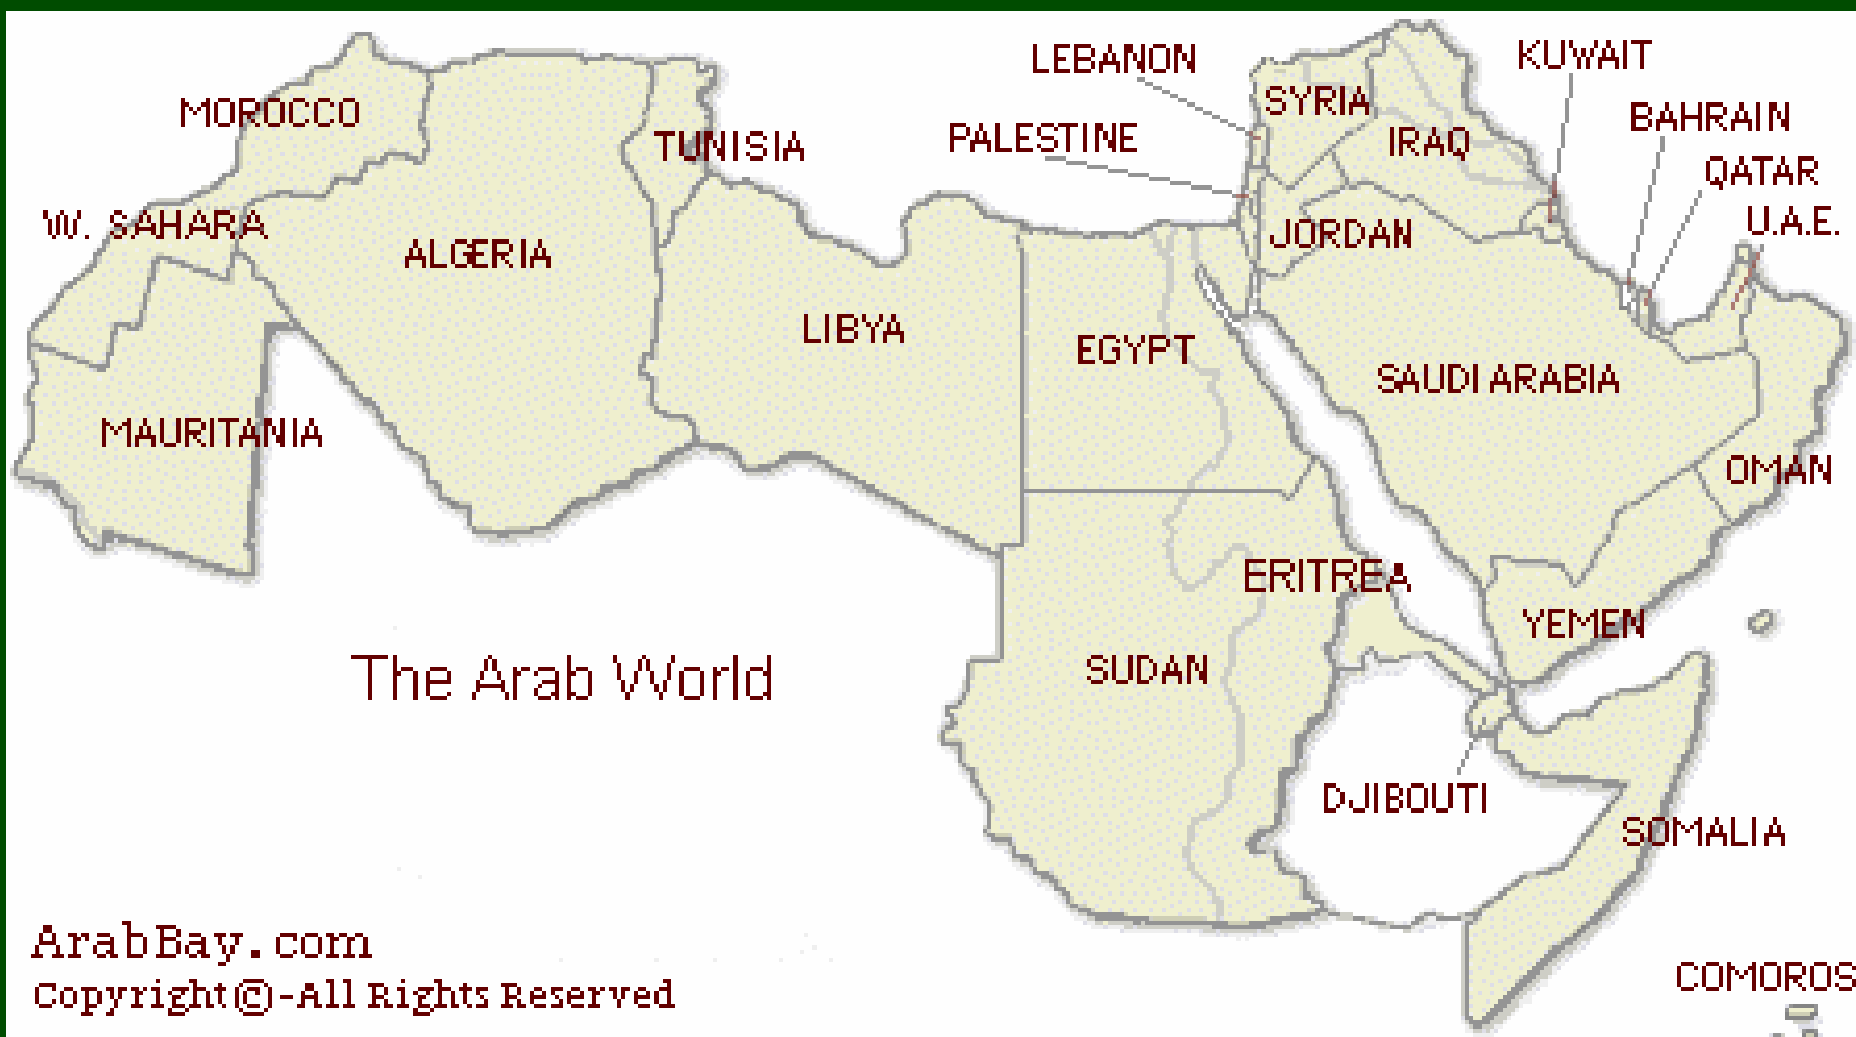 LEBANON
KUWAIT
SYRIA
MOROCCO
BAHRAIN
PALESTINE
TUNISIA
IRAQ
QATAR
W. SAHARA
U.A.E.
JORDAN
ALGERIA
LIBYA
EGYPT
SAUDI ARABIA
MAURITANIA
OMAN
ERITREA
YEMEN
The Arab World
SUDAN
DJIBOUTI
SOMALIA
ArabBay.com
COMOROS
Copyright©-All Rights Reserved